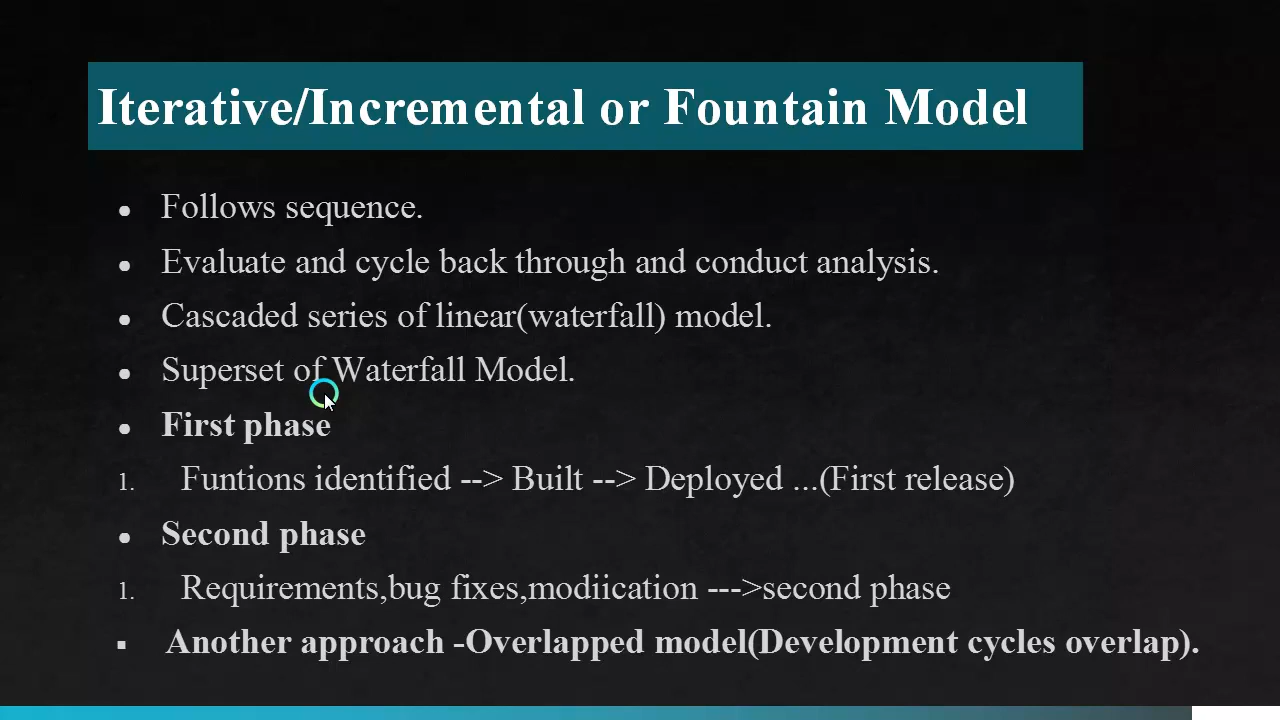 Iterative/Incremental or Fountain Model
• Follows sequence.
• Evaluate and cycle back through and conduct analysis.
• Cascaded series of linear(waterfall) model.
• Superset of Waterfall Model.
• First phase
1. Funtions identified --> Built --> Deployed ...(First release)
• Second phase
1. Requirements,bug fixes,modiication --->second phase
▪ Another approach -Overlapped model(Development cycles overlap).